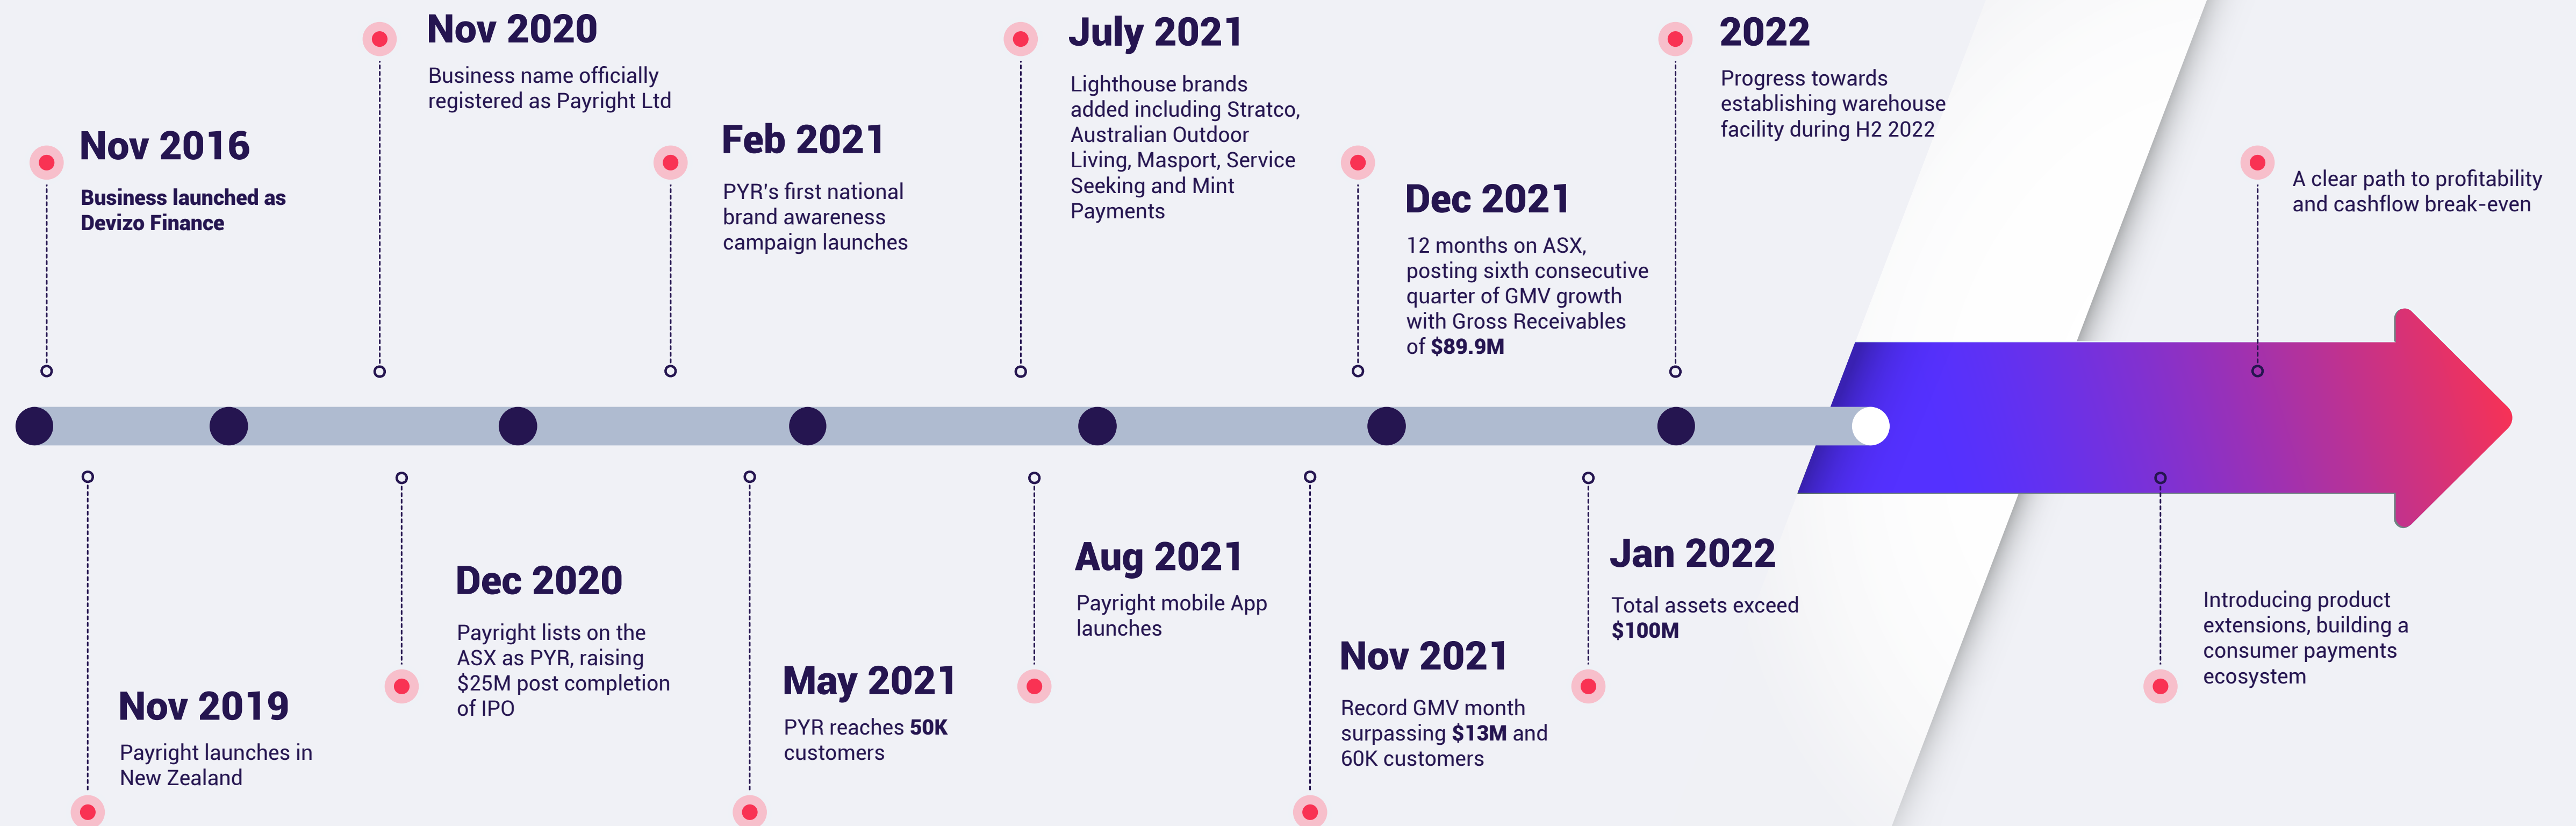 Nov 2016
Business launched as
Devizo Finance
Nov 2019
Payright launches in
New Zealand
Nov 2020
Business name officially
registered as Payright Ltd
Dec 2020
Payright lists on the
ASX as PYR, raising
$25M post completion
of IPO
Feb 2021
PYR's first national
brand awareness
campaign launches
May 2021
PYR reaches 50K
customers
July 2021
Lighthouse brands
added including Stratco,
Australian Outdoor
Living, Masport, Service
Seeking and Mint
Payments
Aug 2021
Payright mobile App
launches
Nov 2021
Record GMV month
surpassing $13M and
60K customers
Dec 2021
12 months on ASX,
posting sixth consecutive
quarter of GMV growth
with Gross Receivables
of $89.9M
Jan 2022
Total assets exceed
$100M
2022
Progress towards
establishing warehouse
facility during H2 2022
A clear path to profitability
and cashflow break-even
Introducing product
extensions, building a
consumer payments
ecosystem